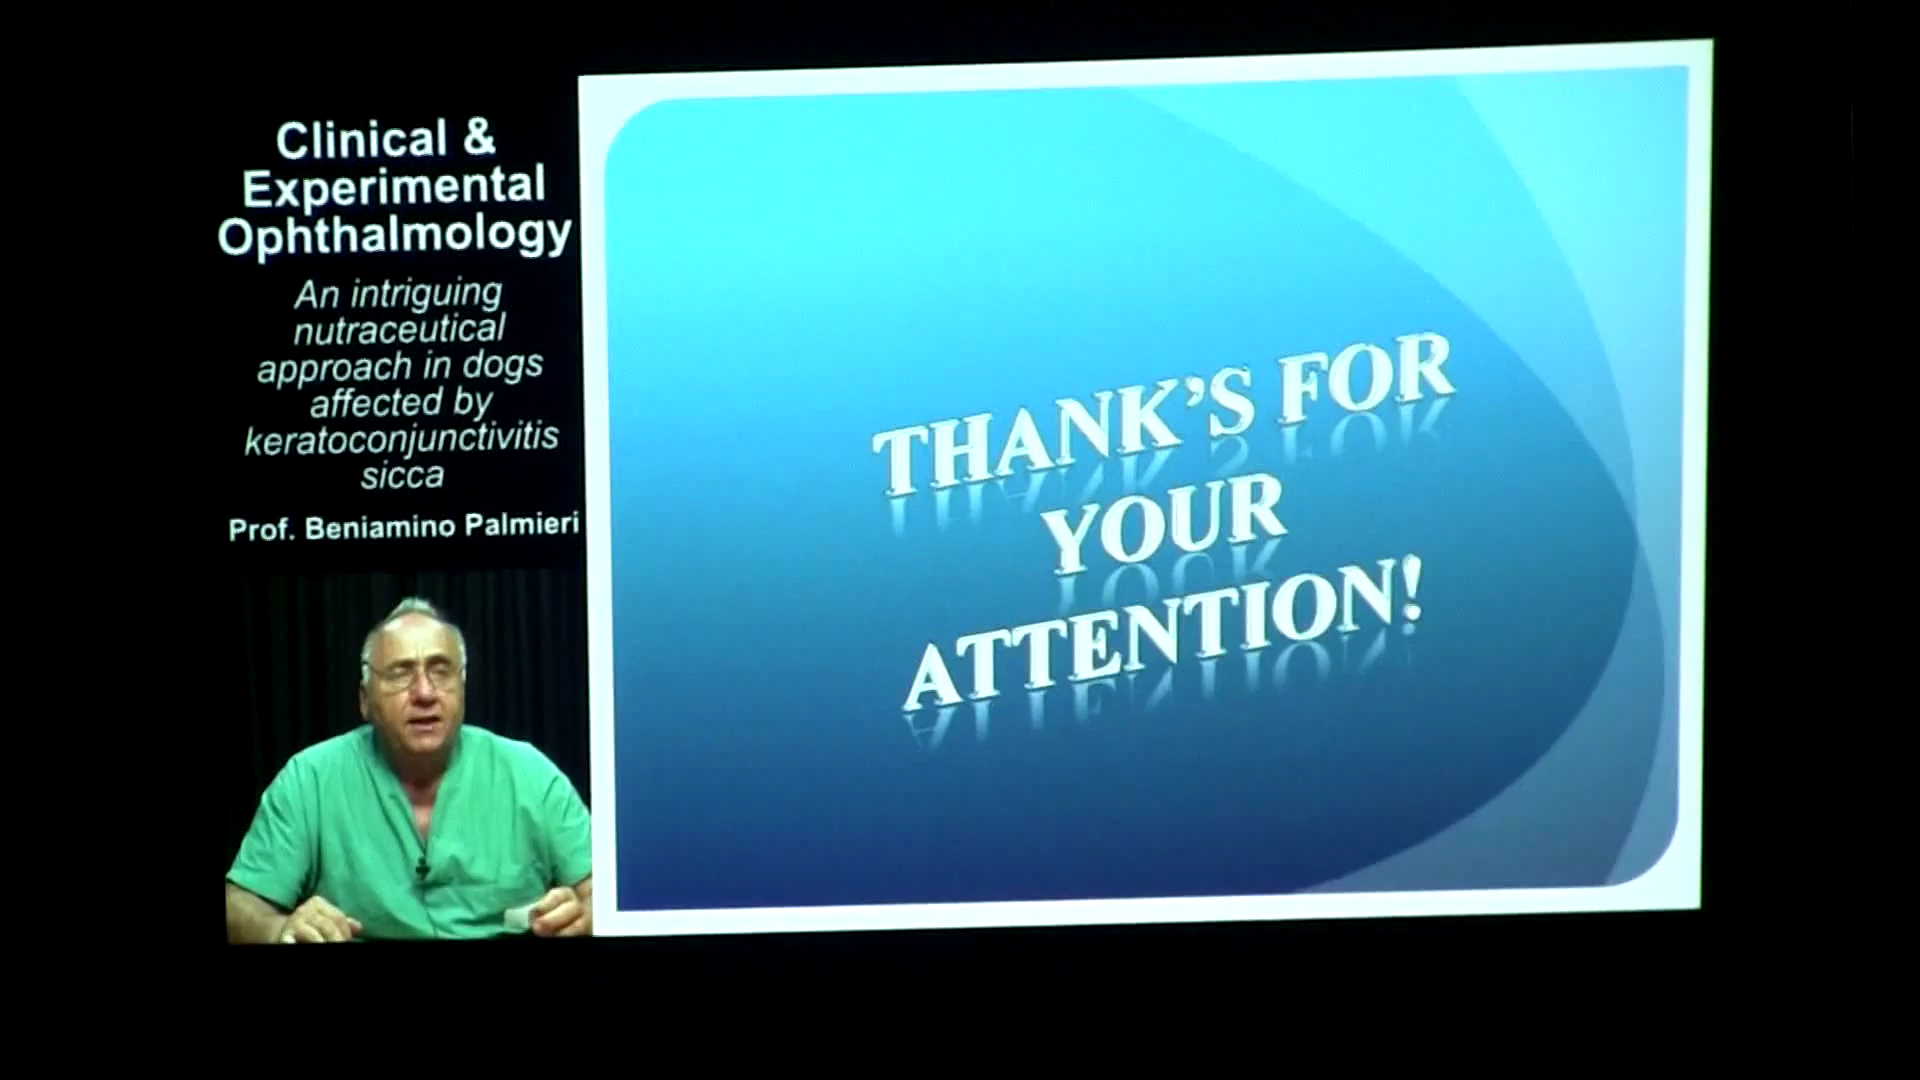 Clinical &
Experimental
Ophthalmology
An intriguing
nutraceutical
approach in dogs
affected by
keratoconjunctivitis
sicca
Prof. Beniamino Palmieri
THANK'S FOR
YOUR
ATTENTION!